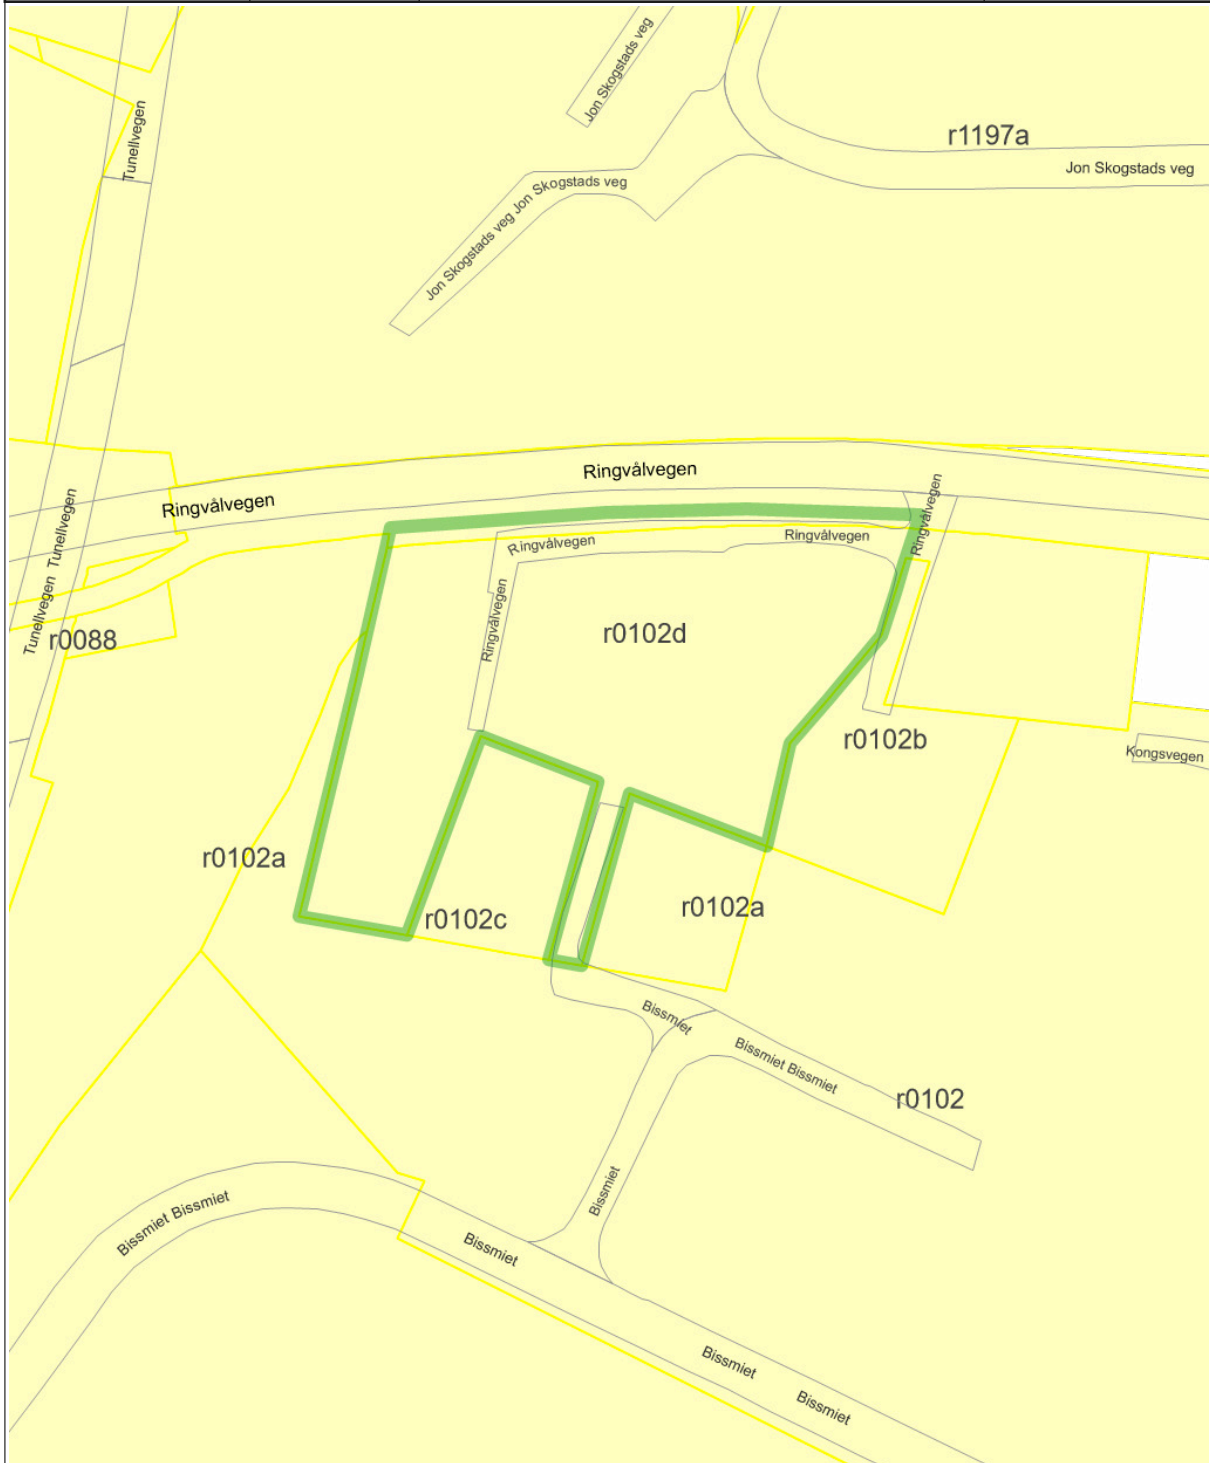 Jon Skogstads veg
Tunellvegen
r1197a
Jon Skogstads veg
Jon Skogstads veg
Jon Skogstads veg
Ringvålvegen
Ringvålvegen
Ringvålvegen
Tunellvegen
Ringvålvegen
Ringvålvegen
Tunellvegen
Ringvålvegen
r0088
r0102d
r0102b
Kongsvegen
r0102a
r0102c
r0102a
Bissmiet
Bissmiet Bissmiet
r0102
Bissmiet
Bissmiet Bissmiet
Bissmiet
Bissmiet
Bissmiet